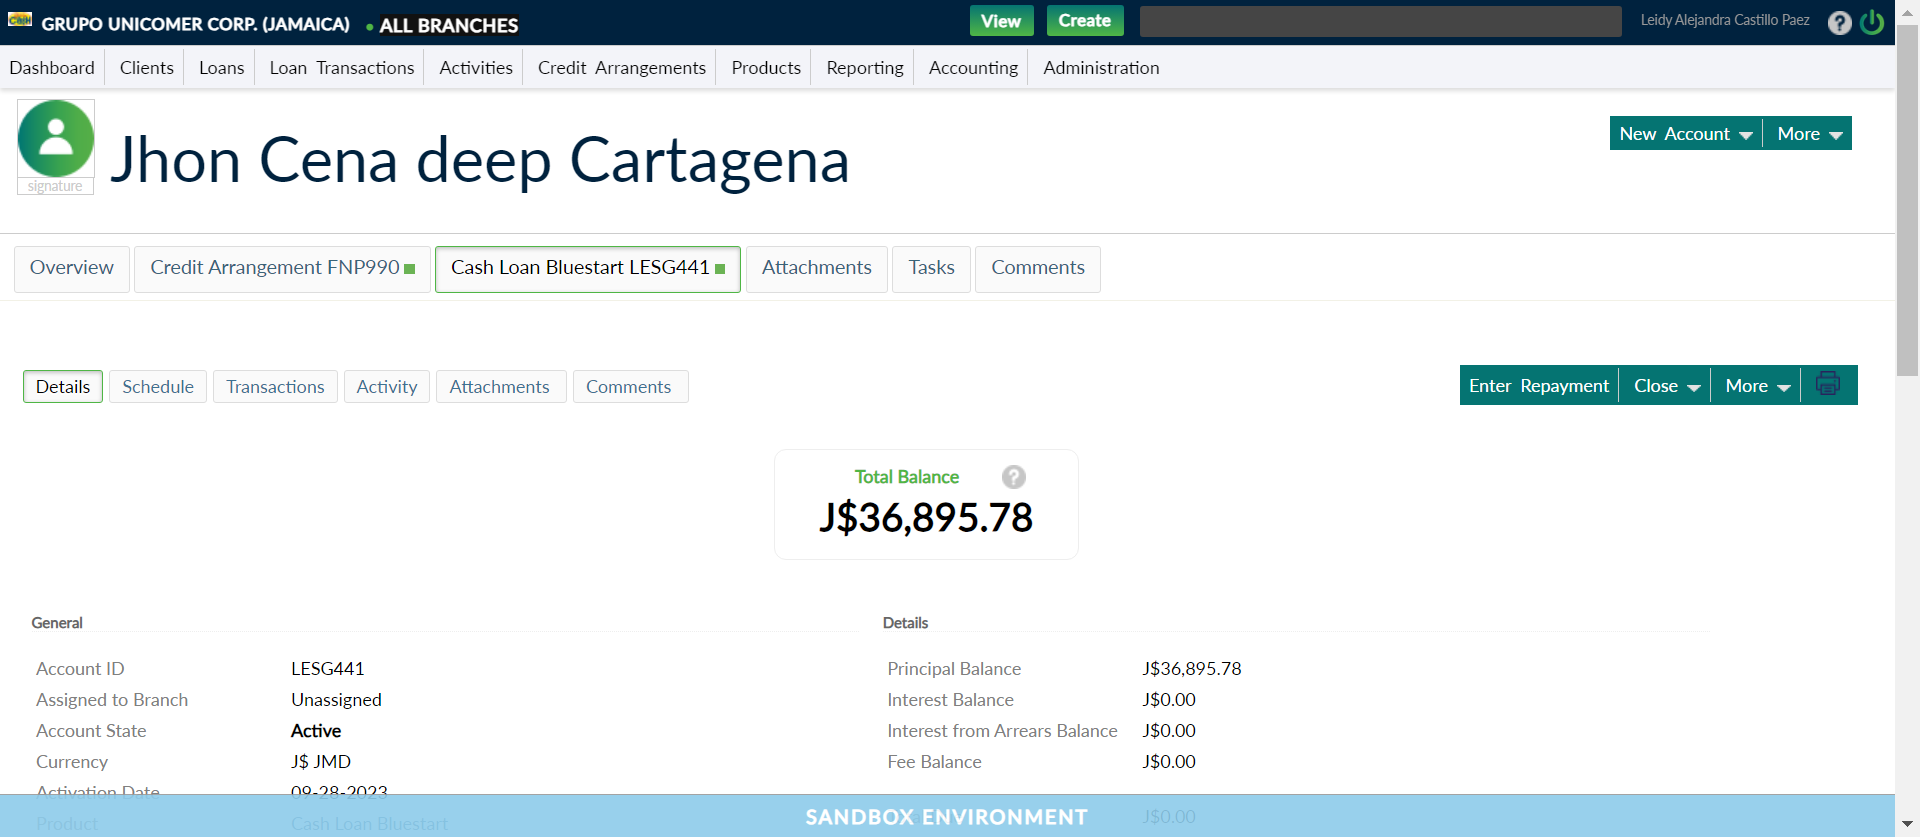 Cash GRUPO UNICOMER CORP. (JAMAICA) • ALL BRANCHES View Create Leidy Alejandra Castillo Paez ?
Dashboard Clients Loans Loan Transactions Activities Credit Arrangements Products Reporting Accounting Administration
signature
Jhon Cena deep Cartagena
New Account More
Overview Credit Arrangement FNP990 Cash Loan Bluestart LESG441 Attachments Tasks Comments
Details Schedule Transactions Activity Attachments Comments Enter Repayment Close More
Total Balance ?
J$36,895.78
General Details
Account ID LESG441 Principal Balance J$36,895.78
Assigned to Branch Unassigned Interest Balance J$0.00
Account State Active Interest from Arrears Balance J$0.00
Currency J$ JMD Fee Balance J$0.00
Activation Date 09-28-2023
Product Cash Loan Bluestart J$0.00
SANDBOX ENVIRONMENT